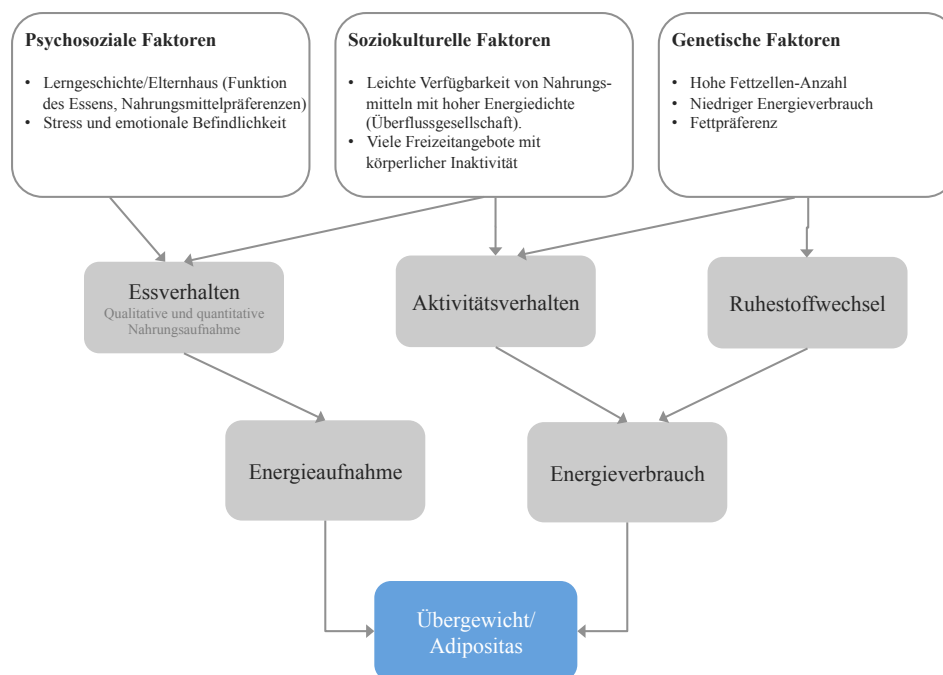 Psychosoziale Faktoren
• Lerngeschichte/Elternhaus (Funktion
des Essens, Nahrungsmittelpräferenzen)
• Stress und emotionale Befindlichkeit
Soziokulturelle Faktoren
• Leichte Verfügbarkeit von Nahrungs-
mitteln mit hoher Energiedichte
(Überflussgesellschaft).
• Viele Freizeitangebote mit
körperlicher Inaktivität
Genetische Faktoren
• Hohe Fettzellen-Anzahl
• Niedriger Energieverbrauch
• Fettpräferenz
Essverhalten
Qualitative und quantitative
Nahrungsaufnahme
Aktivitätsverhalten
Ruhestoffwechsel
Energieaufnahme
Energieverbrauch
Übergewicht/
Adipositas